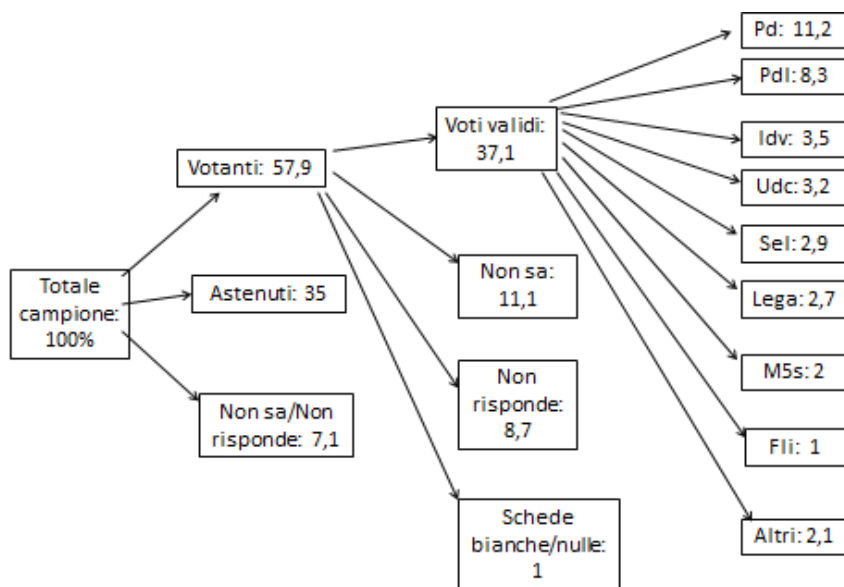 Totale
campione:
100%
Votanti: 57,9
Astenuti: 35
Non sa/Non
risponde: 7,1
Voti validi:
37,1
Non sa:
11,1
Non
risponde:
8,7
Schede
bianche/nulle:
1
Pd: 11,2
Pdl: 8,3
Idv: 3,5
Udc: 3,2
Sel: 2,9
Lega: 2,7
M5s: 2
Fli: 1
Altri: 2,1